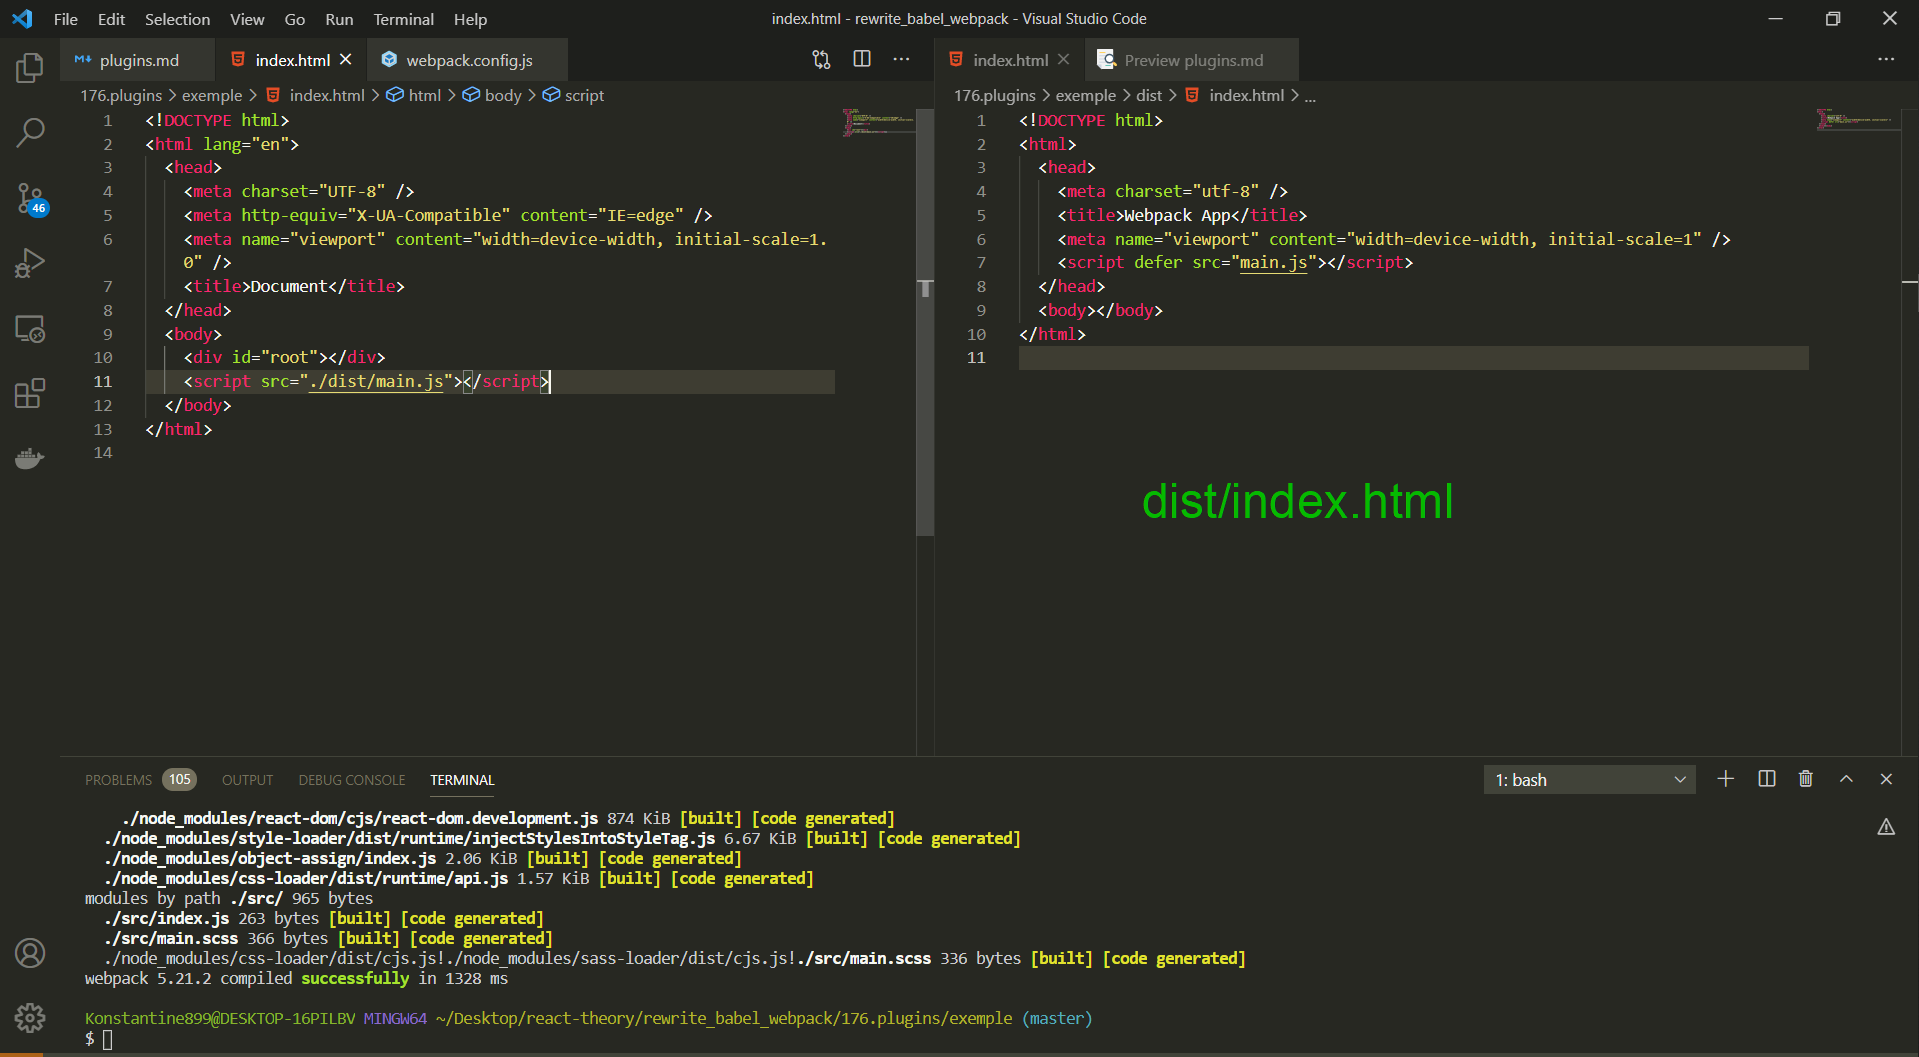 File Edit Selection View Go Run Terminal Help
index.html - rewrite_babel_webpack - Visual Studio Code
plugins.md
index.html
webpack.config.js
176.plugins > exemple > index.html > html > body > script
1 <!DOCTYPE html>
2 <html lang="en">
3 <head>
4 <meta charset="UTF-8" />
5 <meta http-equiv="X-UA-Compatible" content="IE=edge" />
6 <meta name="viewport" content="width=device-width, initial-scale=1.
0" />
7 <title>Document</title>
8 </head>
9 <body>
10 <div id="root"></div>
11 <script src="./dist/main.js"></script>
12 </body>
13 </html>
14
index.html
Preview plugins.md
176.plugins > exemple > dist > index.html > ...
1 <!DOCTYPE html>
2 <html>
3 <head>
4 <meta charset="utf-8" />
5 <title>Webpack App</title>
6 <meta name="viewport" content="width=device-width, initial-scale=1" />
7 <script defer src="main.js"></script>
8 </head>
9 <body></body>
10 </html>
11
dist/index.html
46
PROBLEMS 105 OUTPUT DEBUG CONSOLE TERMINAL
1: bash
./node_modules/react-dom/cjs/react-dom.development.js 874 KiB [built] [code generated]
./node_modules/style-loader/dist/runtime/injectStylesIntoStyleTag.js 6.67 KiB [built] [code generated]
./node_modules/object-assign/index.js 2.06 KiB [built] [code generated]
./node_modules/css-loader/dist/runtime/api.js 1.57 KiB [built] [code generated]
modules by path ./src/ 965 bytes
./src/index.js 263 bytes [built] [code generated]
./src/main.scss 366 bytes [built] [code generated]
./node_modules/css-loader/dist/cjs.js!./node_modules/sass-loader/dist/cjs.js!./src/main.scss 336 bytes [built] [code generated]
webpack 5.21.2 compiled successfully in 1328 ms
Konstantine899@DESKTOP-16PILBV MINGW64 ~/Desktop/react-theory/rewrite_babel_webpack/176.plugins/exemple (master)
$